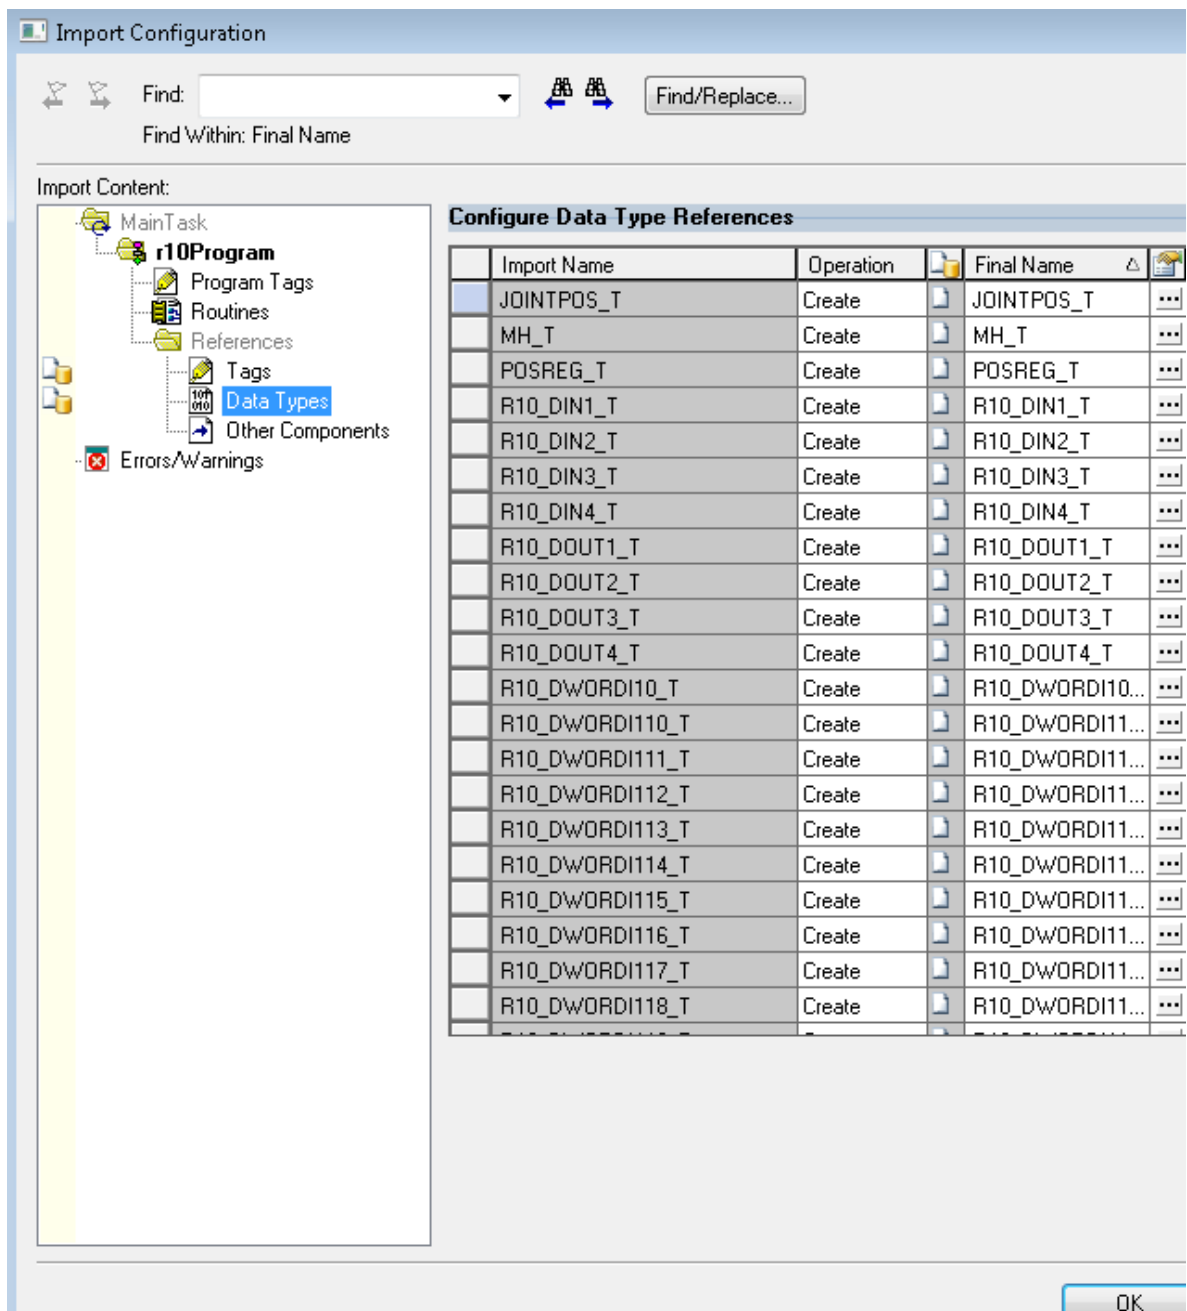 Import Configuration
Find:
Find/Replace...
Find Within: Final Name
Import Content:
MainTask
r10Program
Program Tags
Routines
References
Tags
Data Types
Other Components
Errors/Warnings
Configure Data Type References
Import Name Operation Final Name
JOINTPOS_T Create JOINTPOS_T ...
MH_T Create MH_T ...
POSREG_T Create POSREG_T ...
R10_DIN1_T Create R10_DIN1_T ...
R10_DIN2_T Create R10_DIN2_T ...
R10_DIN3_T Create R10_DIN3_T ...
R10_DIN4_T Create R10_DIN4_T ...
R10_DOUT1_T Create R10_DOUT1_T ...
R10_DOUT2_T Create R10_DOUT2_T ...
R10_DOUT3_T Create R10_DOUT3_T ...
R10_DOUT4_T Create R10_DOUT4_T ...
R10_DWORDI10_T Create R10_DWORDI10... ...
R10_DWORDI110_T Create R10_DWORDI11... ...
R10_DWORDI111_T Create R10_DWORDI11... ...
R10_DWORDI112_T Create R10_DWORDI11... ...
R10_DWORDI113_T Create R10_DWORDI11... ...
R10_DWORDI114_T Create R10_DWORDI11... ...
R10_DWORDI115_T Create R10_DWORDI11... ...
R10_DWORDI116_T Create R10_DWORDI11... ...
R10_DWORDI117_T Create R10_DWORDI11... ...
R10_DWORDI118_T Create R10_DWORDI11... ...
OK